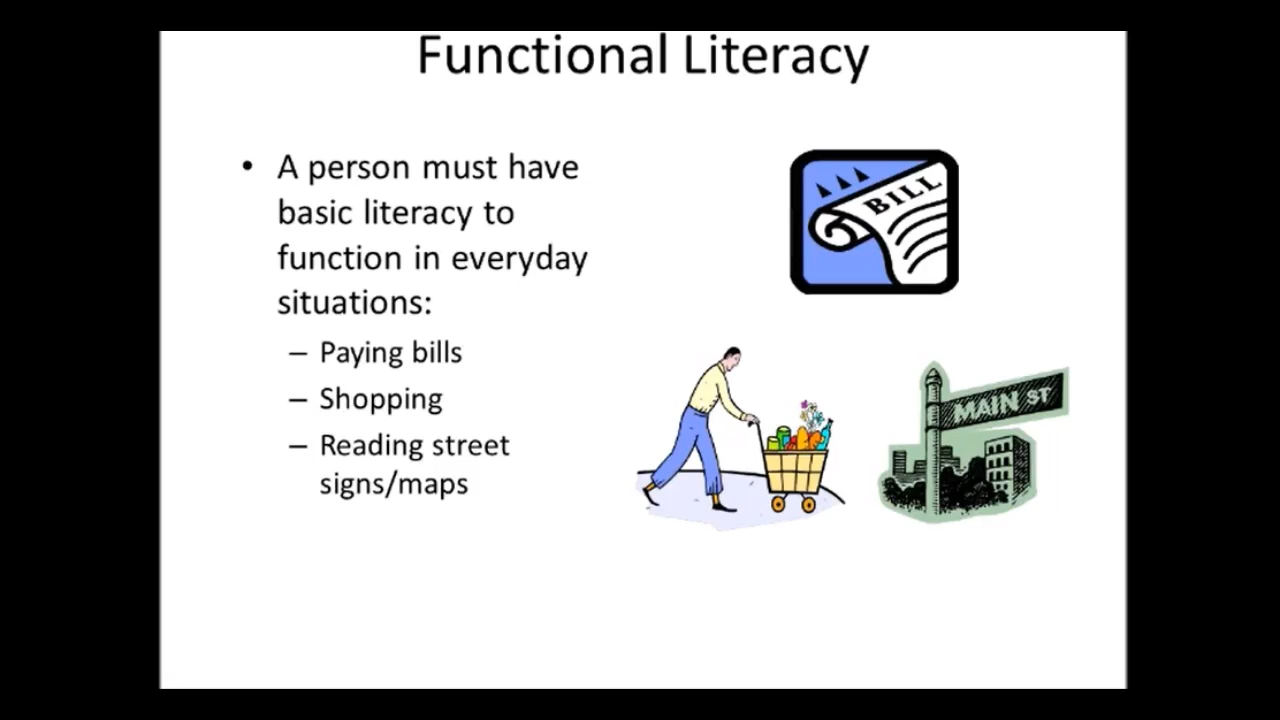 Functional Literacy
• A person must have
basic literacy to
function in everyday
situations:
– Paying bills
– Shopping
– Reading street
signs/maps
BILL
MAIN ST